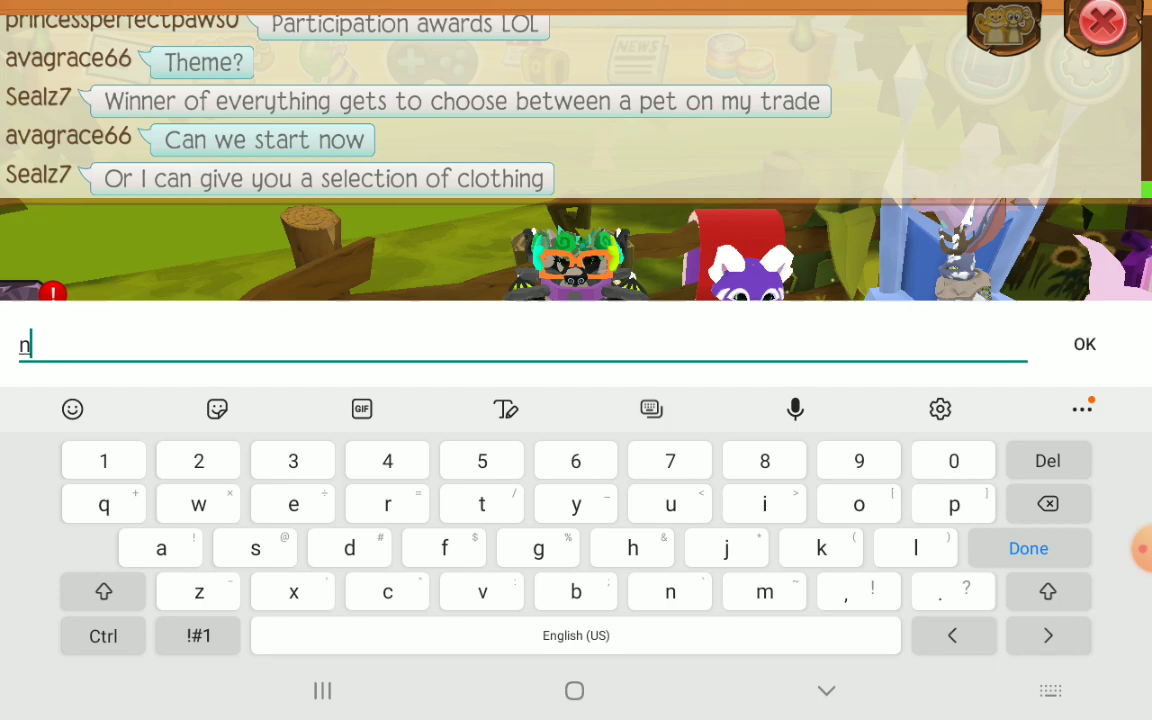 princessperfectpaws0 Participation awards LOL
avagrace66 Theme?
NEWS
Sealz7 Winner of everything gets to choose between a pet on my trade
avagrace66 Can we start now
Sealz7 Or I can give you a selection of clothing
!
n OK
GIF
1 2 3 4 5 6 7 8 9 0 Del
q + w × e ÷ r = t / y _ u < i > o [ p ]
a ! s @ d # f $ g % h & j * k ( l ) Done
z - x ' c " v : b ; n ` m ~ , ! . ?
Ctrl !#1 English (US) < >